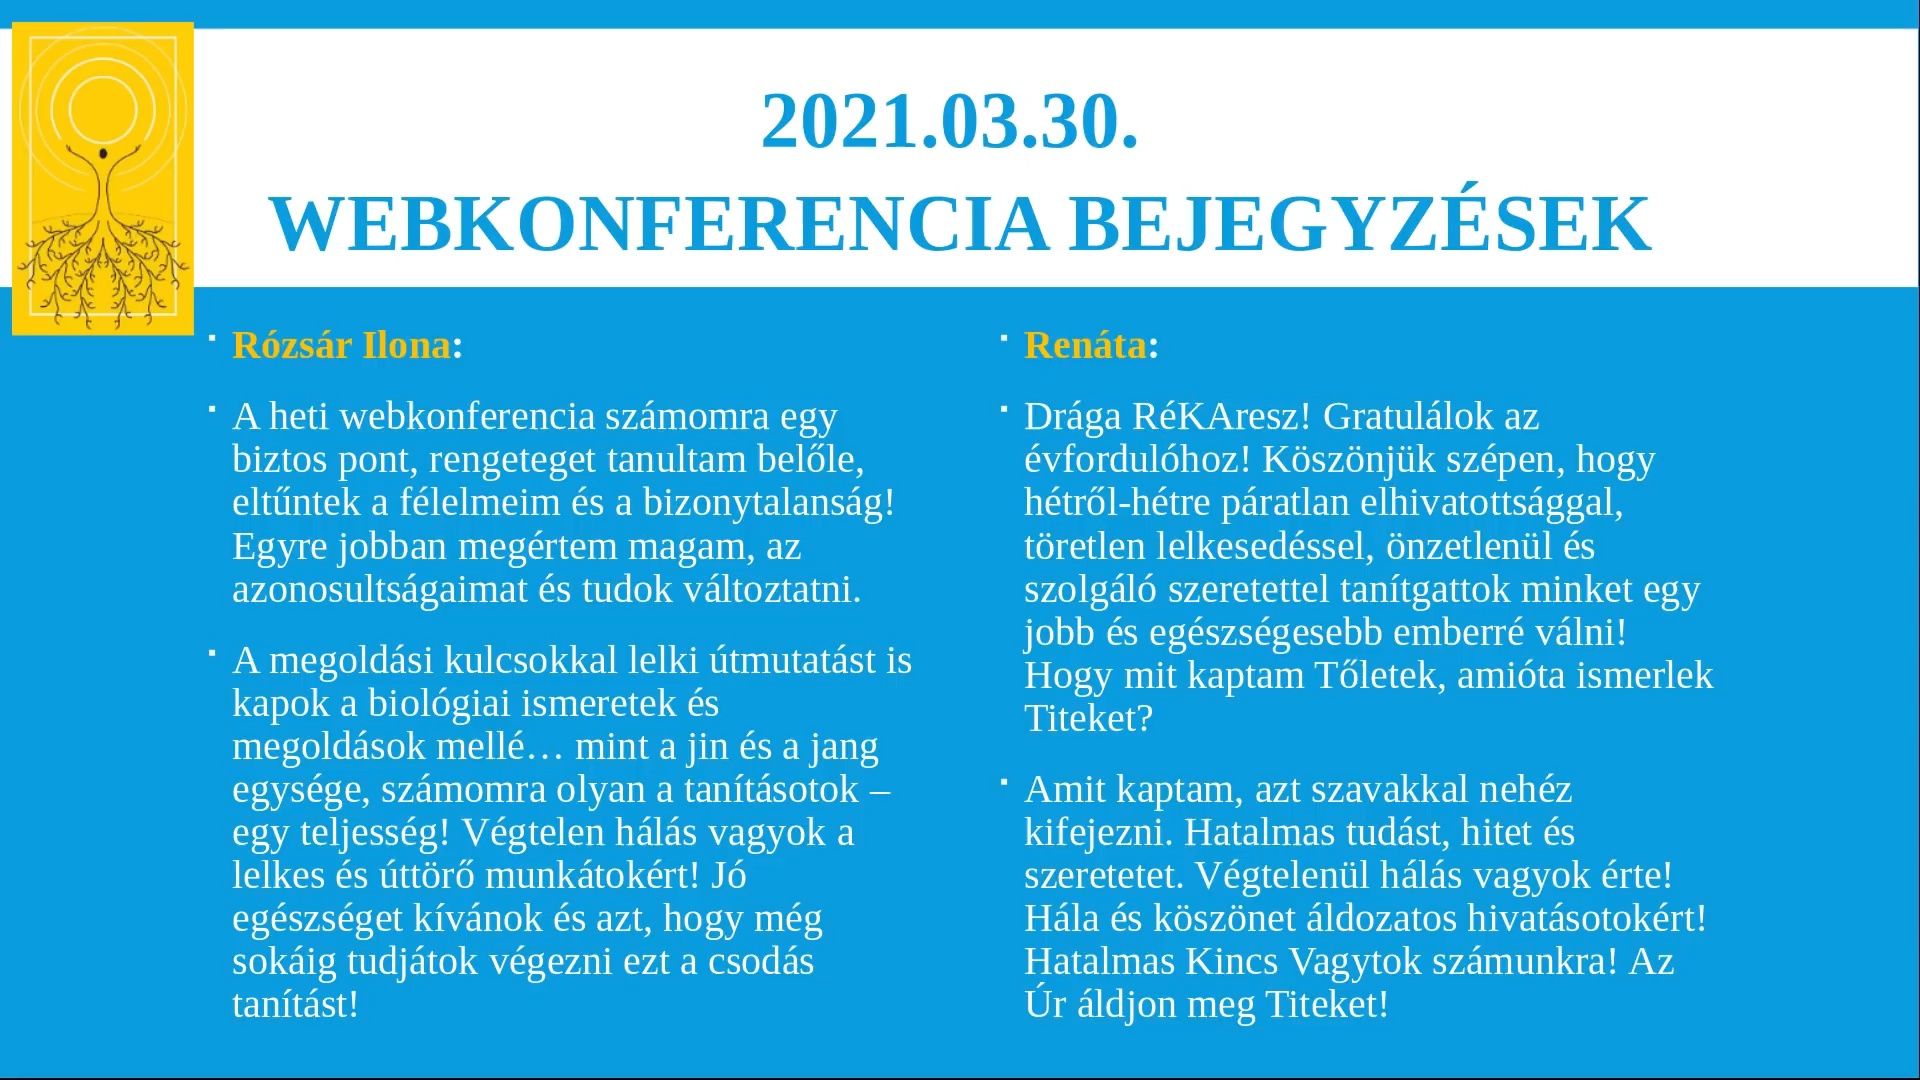 2021.03.30.
WEBKONFERENCIA BEJEGYZÉSEK
Rózsár Ilona:
A heti webkonferencia számomra egy
biztos pont, rengeteget tanultam belőle,
eltűntek a félelmeim és a bizonytalanság!
Egyre jobban megértem magam, az
azonosultságaimat és tudok változtatni.
A megoldási kulcsokkal lelki útmutatást is
kapok a biológiai ismeretek és
megoldások mellé… mint a jin és a jang
egysége, számomra olyan a tanításotok –
egy teljesség! Végtelen hálás vagyok a
lelkes és úttörő munkátokért! Jó
egészséget kívánok és azt, hogy még
sokáig tudjátok végezni ezt a csodás
tanítást!
Renáta:
Drága RéKAresz! Gratulálok az
évfordulóhoz! Köszönjük szépen, hogy
hétről-hétre páratlan elhivatottsággal,
töretlen lelkesedéssel, önzetlenül és
szolgáló szeretettel tanítgattok minket egy
jobb és egészségesebb emberré válni!
Hogy mit kaptam Tőletek, amióta ismerlek
Titeket?
Amit kaptam, azt szavakkal nehéz
kifejezni. Hatalmas tudást, hitet és
szeretetet. Végtelenül hálás vagyok érte!
Hála és köszönet áldozatos hivatásotokért!
Hatalmas Kincs Vagytok számunkra! Az
Úr áldjon meg Titeket!